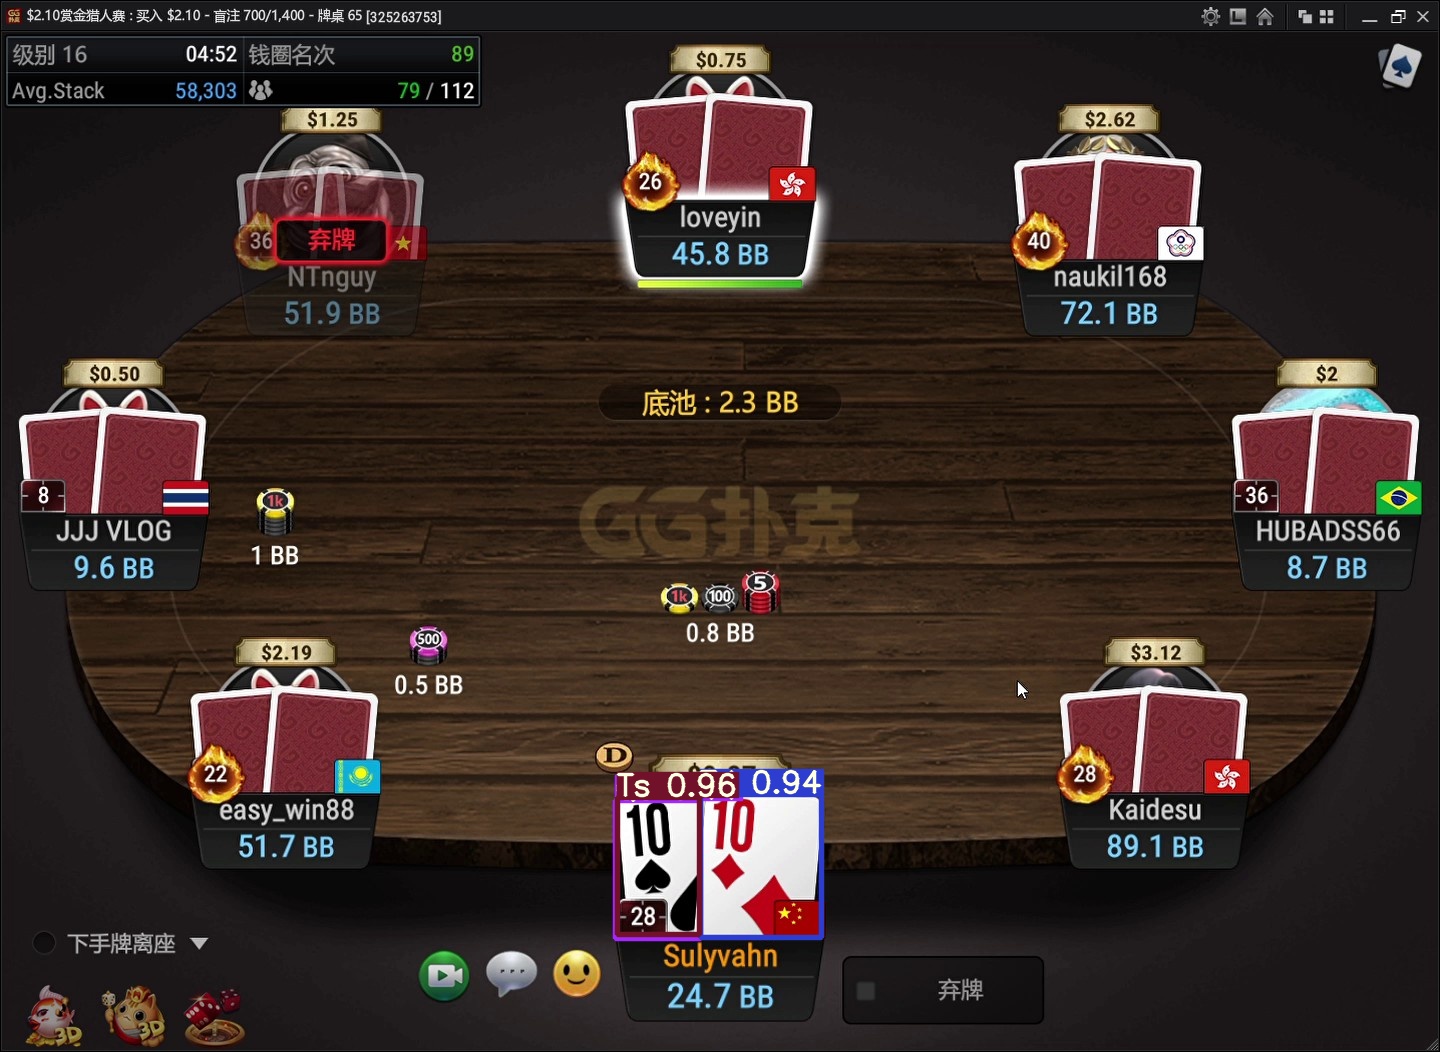 $2.10赏金猎人赛 : 买入 $2.10 - 盲注 700/1,400 - 牌桌 65 [325263753]
级别 16 04:52 钱圈名次 89
Avg.Stack 58,303 79 / 112
$0.75
26
loveyin
45.8 BB
$1.25
36
弃牌
NTnguy
51.9 BB
$2.62
40
naukil168
72.1 BB
$0.50
8
JJJ VLOG
9.6 BB
1k
1 BB
底池 : 2.3 BB
GG扑克
$2
36
HUBADSS66
8.7 BB
1k 100 5
0.8 BB
500
0.5 BB
$2.19
22
easy_win88
51.7 BB
$3.12
28
Kaidesu
89.1 BB
D
Ts 0.96 0.94
10 10
28
Sulyvahn
24.7 BB
下手牌离座
弃牌
3D 3D